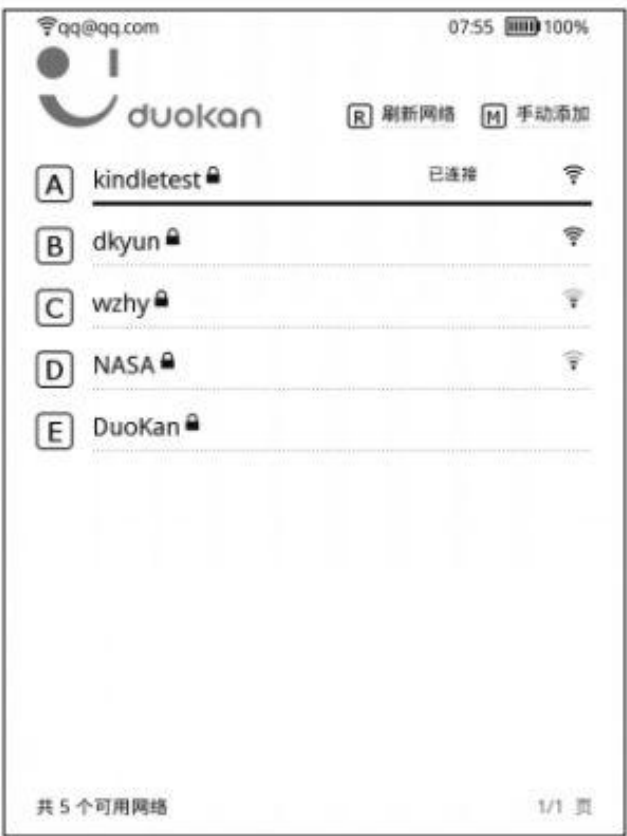 qq@qq.com 07:55 100%
duokan R 刷新网络 M 手动添加
A kindletest 已连接
B dkyun
C wzhy
D NASA
E DuoKan
共 5 个可用网络 1/1 页